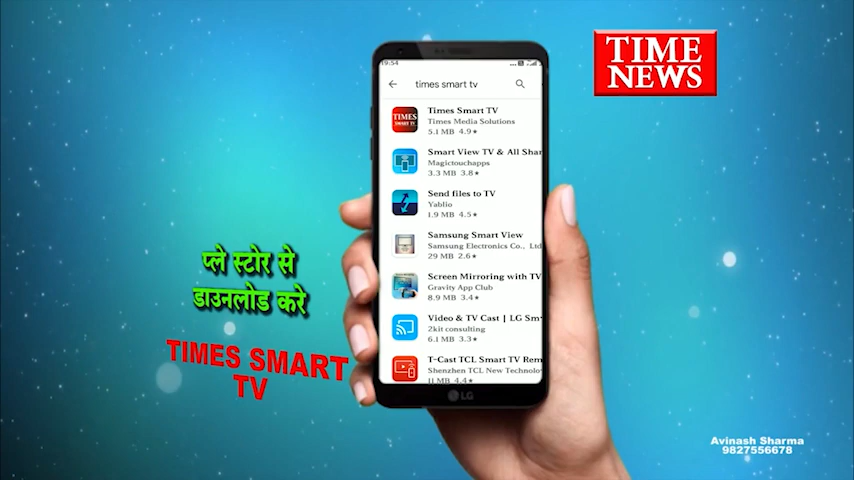 TIME
NEWS
19:54
times smart tv
Times Smart TV
Times Media Solutions
5.1 MB 4.9★
Smart View TV & All Shar
Magictouchapps
3.3 MB 3.8★
Send files to TV
Yablio
1.9 MB 4.5★
Samsung Smart View
Samsung Electronics Co., Ltd
29 MB 2.6★
Screen Mirroring with TV
Gravity App Club
8.9 MB 3.4★
Video & TV Cast | LG Sm
2kit consulting
6.1 MB 3.3★
T-Cast TCL Smart TV Rem
Shenzhen TCL New Technolo
11 MB 4.4★
LG
प्ले स्टोर से
डाउनलोड करे
TIMES SMART
TV
Avinash Sharma
9827556678